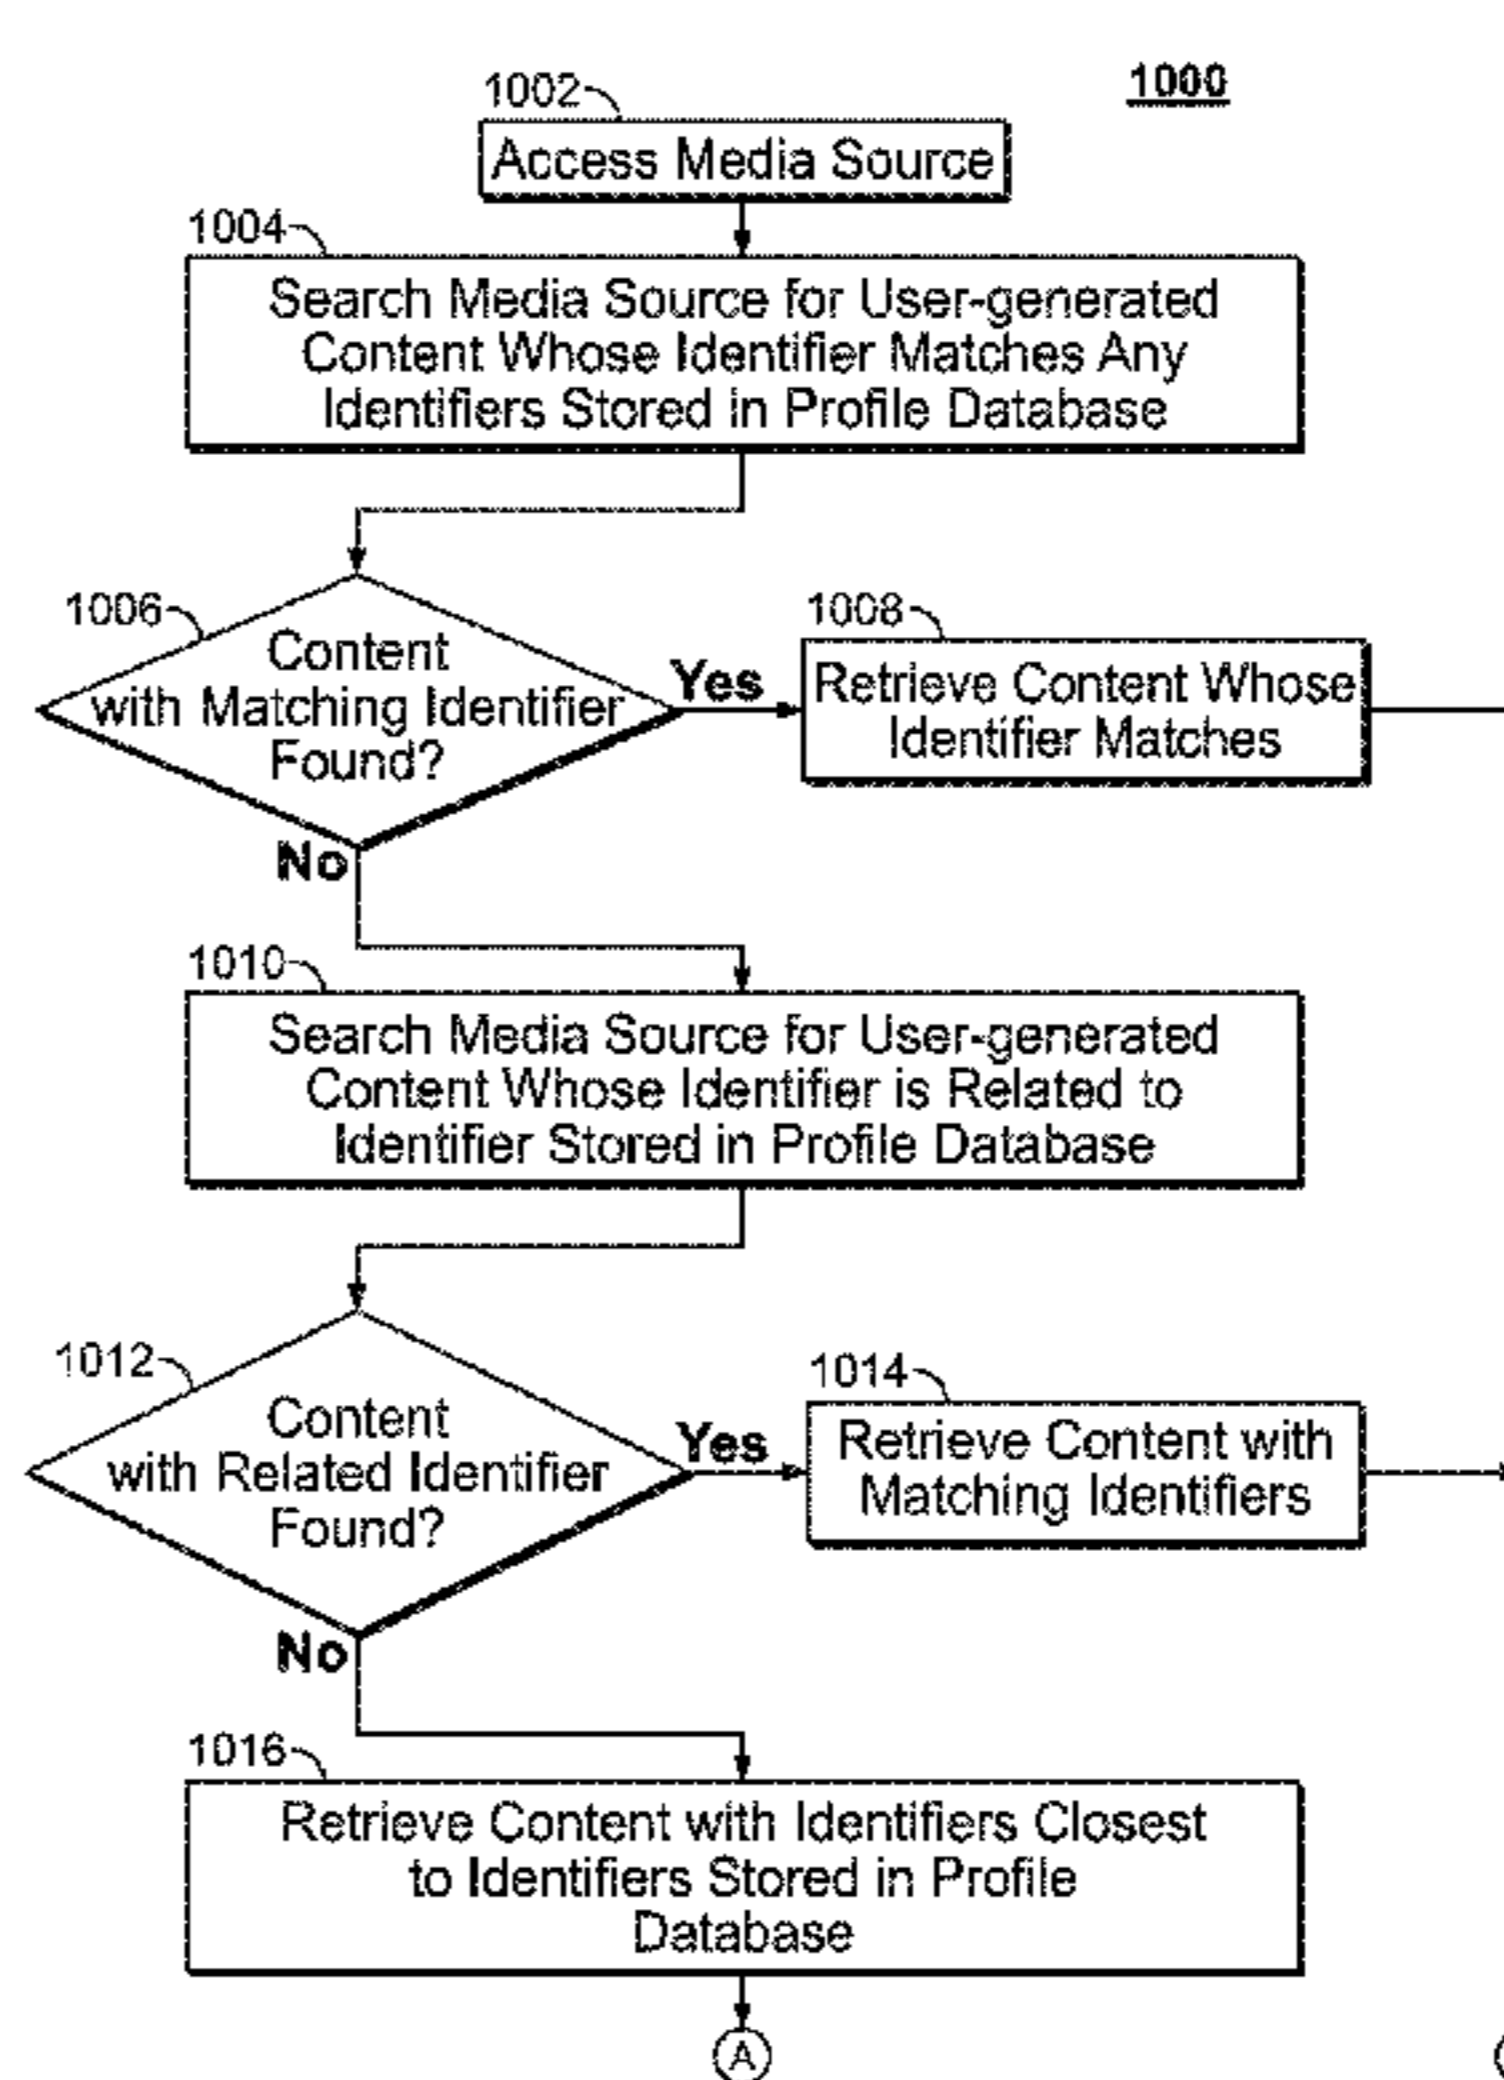 1000
1002
Access Media Source
1004
Search Media Source for User-generated
Content Whose Identifier Matches Any
Identifiers Stored in Profile Database
1006
Content
with Matching Identifier
Found?
Yes
1008
Retrieve Content Whose
Identifier Matches
No
1010
Search Media Source for User-generated
Content Whose Identifier is Related to
Identifier Stored in Profile Database
1012
Content
with Related Identifier
Found?
Yes
1014
Retrieve Content with
Matching Identifiers
No
1016
Retrieve Content with Identifiers Closest
to Identifiers Stored in Profile
Database
A